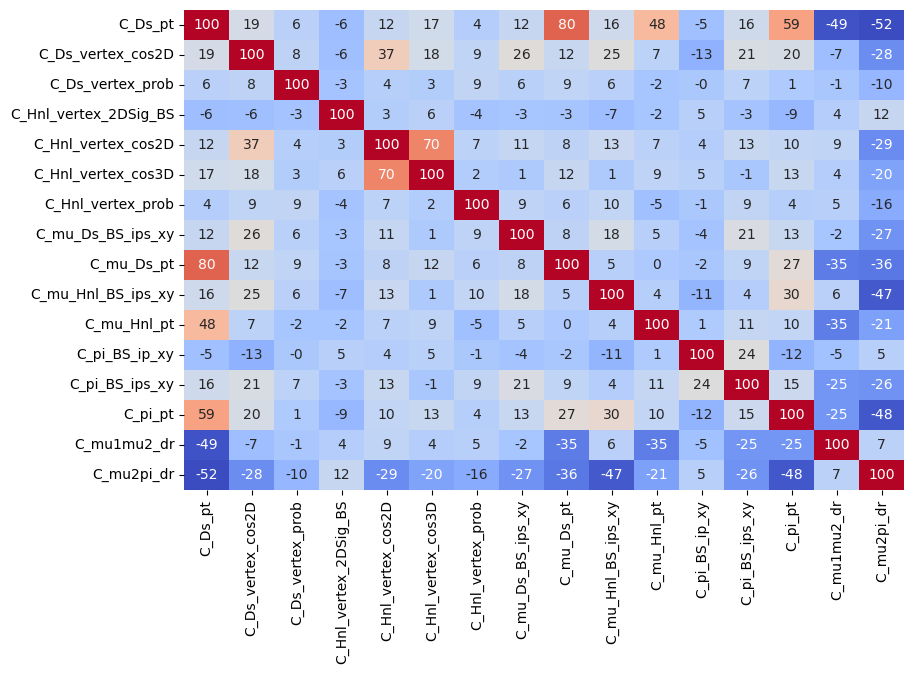 C_Ds_pt 100 19 6 -6 12 17 4 12 80 16 48 -5 16 59 -49 -52
C_Ds_vertex_cos2D 19 100 8 -6 37 18 9 26 12 25 7 -13 21 20 -7 -28
C_Ds_vertex_prob 6 8 100 -3 4 3 9 6 9 6 -2 -0 7 1 -1 -10
C_Hnl_vertex_2DSig_BS -6 -6 -3 100 3 6 -4 -3 -3 -7 -2 5 -3 -9 4 12
C_Hnl_vertex_cos2D 12 37 4 3 100 70 7 11 8 13 7 4 13 10 9 -29
C_Hnl_vertex_cos3D 17 18 3 6 70 100 2 1 12 1 9 5 -1 13 4 -20
C_Hnl_vertex_prob 4 9 9 -4 7 2 100 9 6 10 -5 -1 9 4 5 -16
C_mu_Ds_BS_ips_xy 12 26 6 -3 11 1 9 100 8 18 5 -4 21 13 -2 -27
C_mu_Ds_pt 80 12 9 -3 8 12 6 8 100 5 0 -2 9 27 -35 -36
C_mu_Hnl_BS_ips_xy 16 25 6 -7 13 1 10 18 5 100 4 -11 4 30 6 -47
C_mu_Hnl_pt 48 7 -2 -2 7 9 -5 5 0 4 100 1 11 10 -35 -21
C_pi_BS_ip_xy -5 -13 -0 5 4 5 -1 -4 -2 -11 1 100 24 -12 -5 5
C_pi_BS_ips_xy 16 21 7 -3 13 -1 9 21 9 4 11 24 100 15 -25 -26
C_pi_pt 59 20 1 -9 10 13 4 13 27 30 10 -12 15 100 -25 -48
C_mu1mu2_dr -49 -7 -1 4 9 4 5 -2 -35 6 -35 -5 -25 -25 100 7
C_mu2pi_dr -52 -28 -10 12 -29 -20 -16 -27 -36 -47 -21 5 -26 -48 7 100
C_Ds_pt
C_Ds_vertex_cos2D
C_Ds_vertex_prob
C_Hnl_vertex_2DSig_BS
C_Hnl_vertex_cos2D
C_Hnl_vertex_cos3D
C_Hnl_vertex_prob
C_mu_Ds_BS_ips_xy
C_mu_Ds_pt
C_mu_Hnl_BS_ips_xy
C_mu_Hnl_pt
C_pi_BS_ip_xy
C_pi_BS_ips_xy
C_pi_pt
C_mu1mu2_dr
C_mu2pi_dr